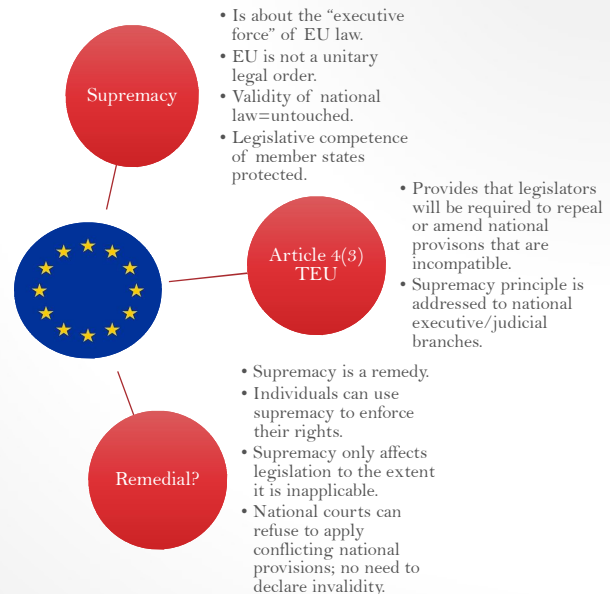 Supremacy
• Is about the “executive
force” of EU law.
• EU is not a unitary
legal order.
• Validity of national
law=untouched.
• Legislative competence
of member states
protected.
Article 4(3)
TEU
• Provides that legislators
will be required to repeal
or amend national
provisons that are
incompatible.
• Supremacy principle is
addressed to national
executive/judicial
branches.
Remedial?
• Supremacy is a remedy.
• Individuals can use
supremacy to enforce
their rights.
• Supremacy only affects
legislation to the extent
it is inapplicable.
• National courts can
refuse to apply
conflicting national
provisions; no need to
declare invalidity.